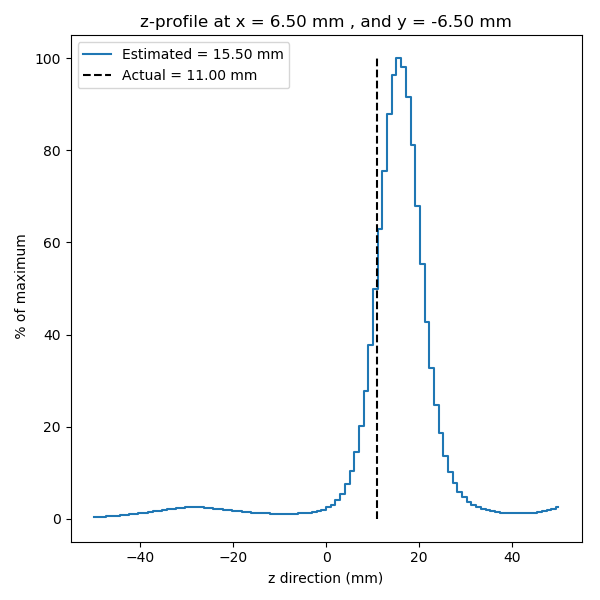 z-profile at x = 6.50 mm , and y = -6.50 mm
Estimated = 15.50 mm
Actual = 11.00 mm
100
80
60
40
20
0
% of maximum
−40 −20 0 20 40
z direction (mm)